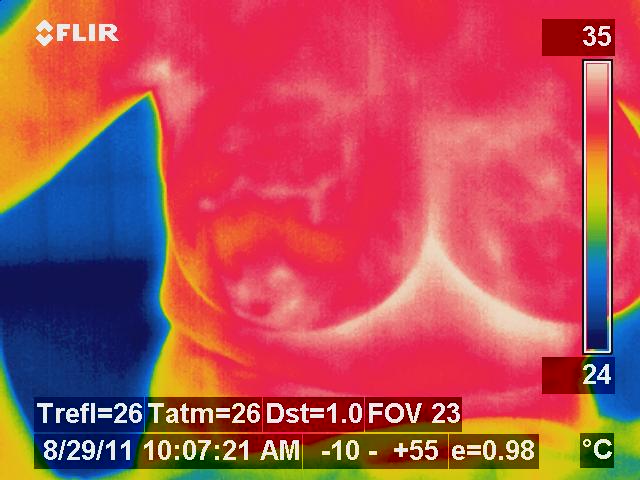 FLIR
35
24
Trefl=26 Tatm=26 Dst=1.0 FOV 23
8/29/11 10:07:21 AM -10 - +55 e=0.98 °C